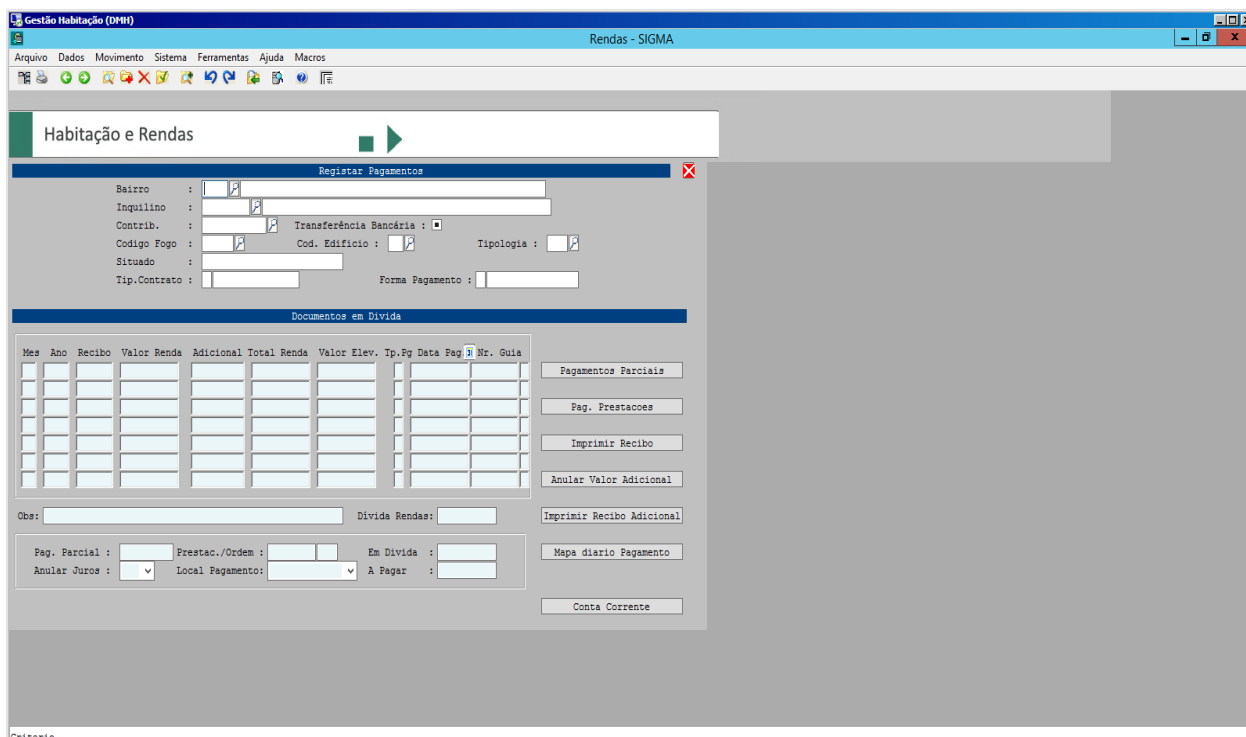 Gestão Habitação (DMH)
Rendas - SIGMA
Arquivo Dados Movimento Sistema Ferramentas Ajuda Macros
Habitação e Rendas
Registar Pagamentos
Bairro :
Inquilino :
Contrib. : Transferência Bancária :
Codigo Fogo : Cod. Edificio : Tipologia :
Situado :
Tip.Contrato : Forma Pagamento :
Documentos em Divida
Mes Ano Recibo Valor Renda Adicional Total Renda Valor Elev. Tp.Pg Data Pag. Nr. Guia
Pagamentos Parciais
Pag. Prestacoes
Imprimir Recibo
Anular Valor Adicional
Obs: Divida Rendas: Imprimir Recibo Adicional
Pag. Parcial : Prestac./Ordem : Em Divida : Mapa diario Pagamento
Anular Juros : Local Pagamento: A Pagar :
Conta Corrente